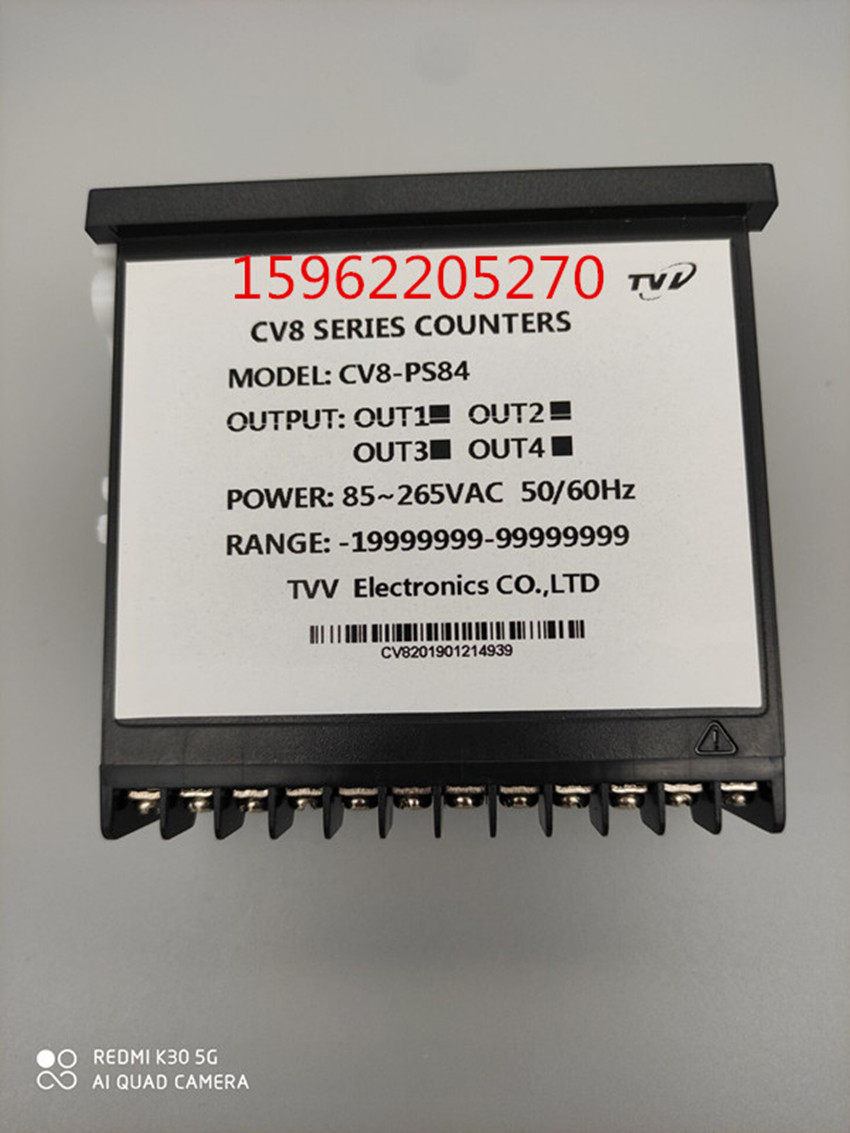 15962205270
TVV
CV8 SERIES COUNTERS
MODEL: CV8-PS84
OUTPUT: OUT1 OUT2
OUT3 OUT4
POWER: 85~265VAC 50/60Hz
RANGE: -19999999-99999999
TVV Electronics CO.,LTD
CV8201901214939
REDMI K30 5G
AI QUAD CAMERA